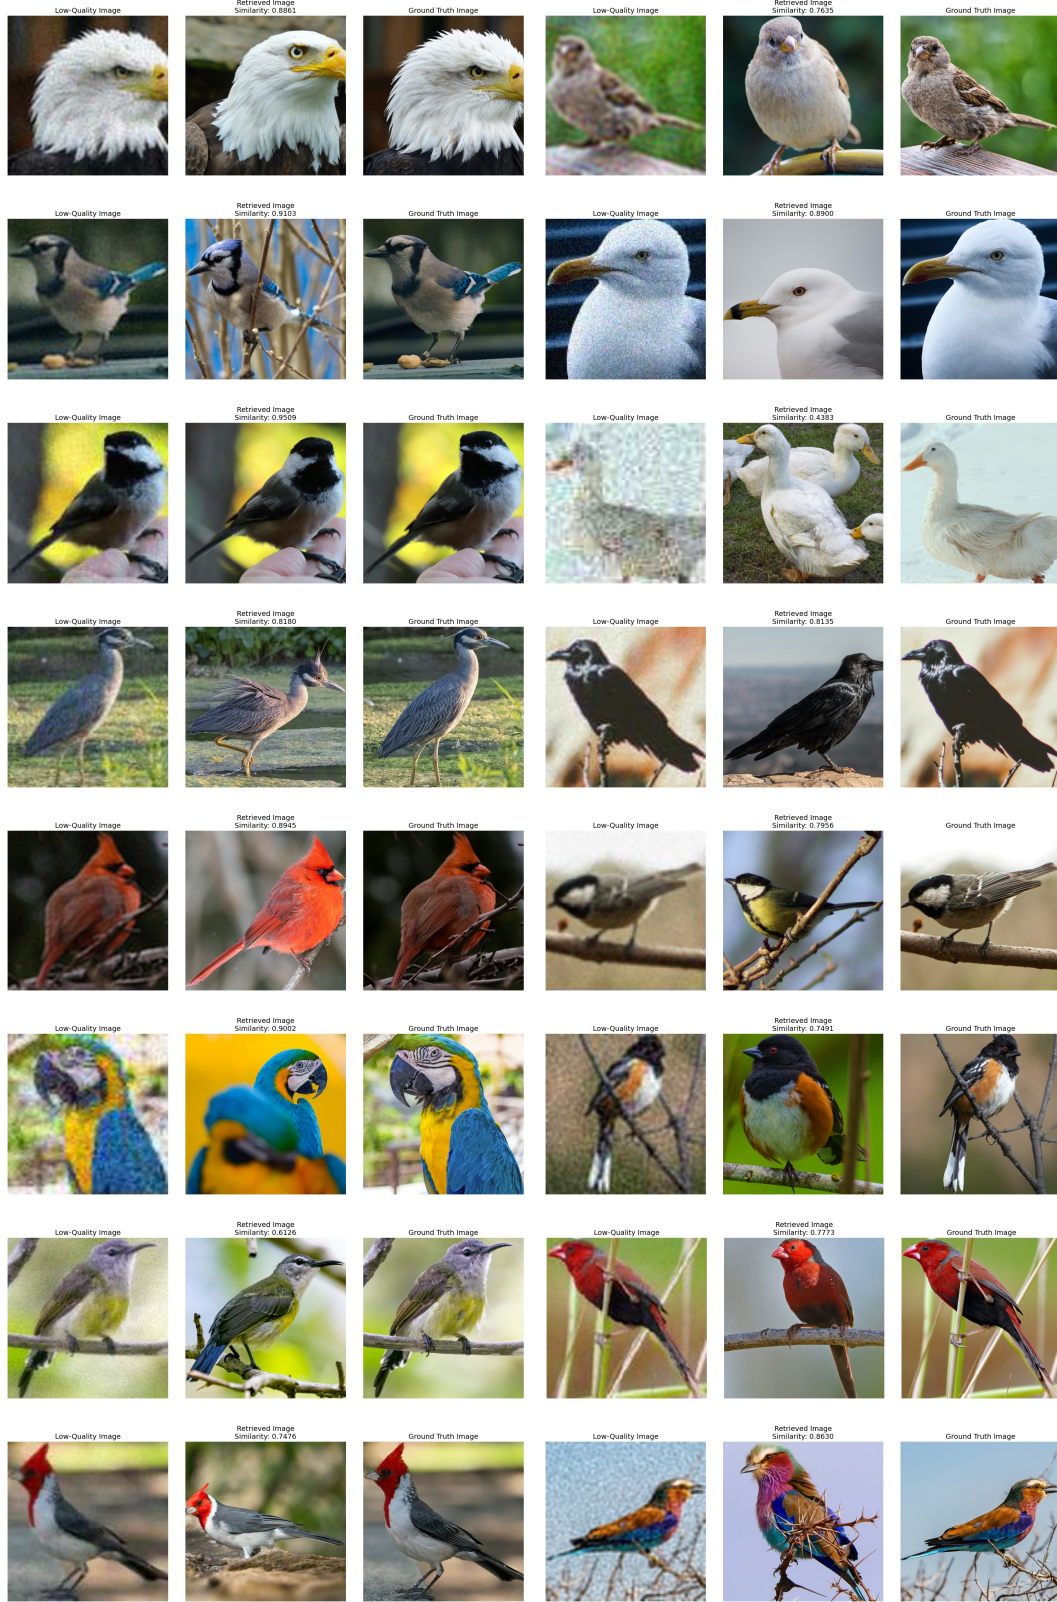 Low-Quality Image
Retrieved Image
Similarity: 0.8861
Ground Truth Image
Low-Quality Image
Retrieved Image
Similarity: 0.7635
Ground Truth Image
Low-Quality Image
Retrieved Image
Similarity: 0.9103
Ground Truth Image
Low-Quality Image
Retrieved Image
Similarity: 0.8900
Ground Truth Image
Low-Quality Image
Retrieved Image
Similarity: 0.9509
Ground Truth Image
Low-Quality Image
Retrieved Image
Similarity: 0.4383
Ground Truth Image
Low-Quality Image
Retrieved Image
Similarity: 0.8180
Ground Truth Image
Low-Quality Image
Retrieved Image
Similarity: 0.8135
Ground Truth Image
Low-Quality Image
Retrieved Image
Similarity: 0.8945
Ground Truth Image
Low-Quality Image
Retrieved Image
Similarity: 0.7956
Ground Truth Image
Low-Quality Image
Retrieved Image
Similarity: 0.9002
Ground Truth Image
Low-Quality Image
Retrieved Image
Similarity: 0.7491
Ground Truth Image
Low-Quality Image
Retrieved Image
Similarity: 0.6126
Ground Truth Image
Low-Quality Image
Retrieved Image
Similarity: 0.7773
Ground Truth Image
Low-Quality Image
Retrieved Image
Similarity: 0.7476
Ground Truth Image
Low-Quality Image
Retrieved Image
Similarity: 0.8630
Ground Truth Image